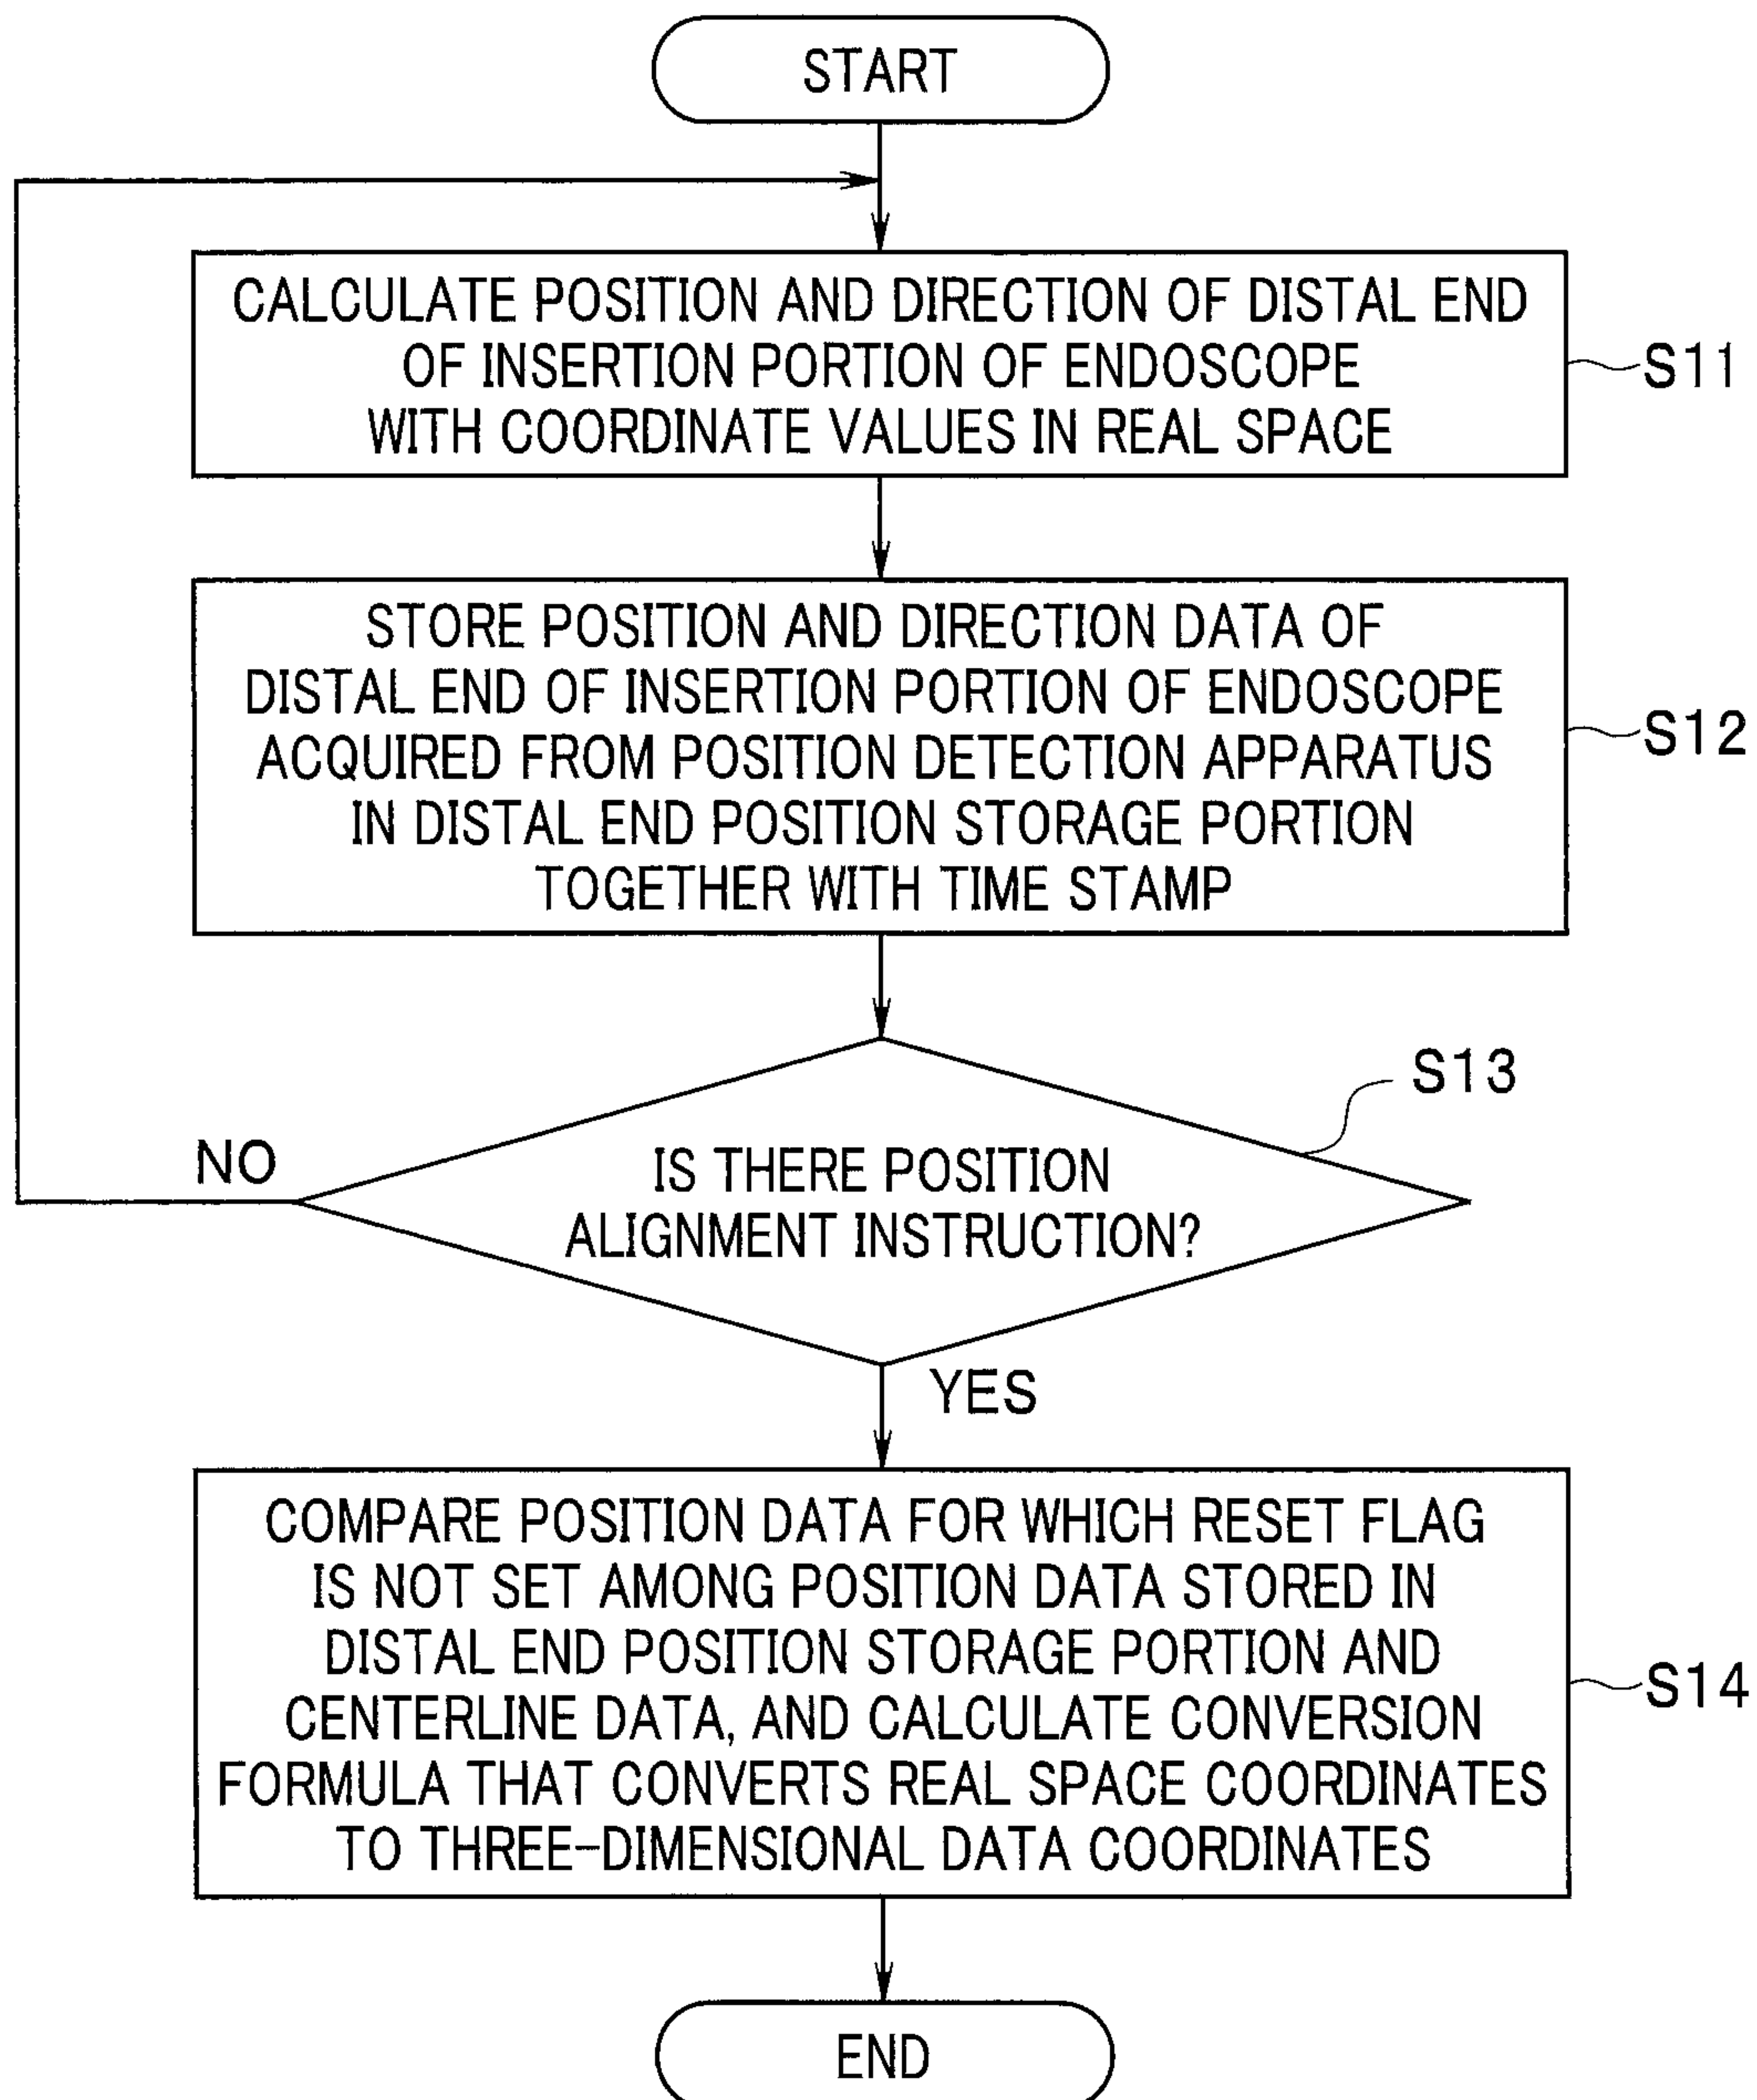 START
CALCULATE POSITION AND DIRECTION OF DISTAL END
OF INSERTION PORTION OF ENDOSCOPE
WITH COORDINATE VALUES IN REAL SPACE
S11
STORE POSITION AND DIRECTION DATA OF
DISTAL END OF INSERTION PORTION OF ENDOSCOPE
ACQUIRED FROM POSITION DETECTION APPARATUS
IN DISTAL END POSITION STORAGE PORTION
TOGETHER WITH TIME STAMP
S12
S13
NO
IS THERE POSITION
ALIGNMENT INSTRUCTION?
YES
COMPARE POSITION DATA FOR WHICH RESET FLAG
IS NOT SET AMONG POSITION DATA STORED IN
DISTAL END POSITION STORAGE PORTION AND
CENTERLINE DATA, AND CALCULATE CONVERSION
FORMULA THAT CONVERTS REAL SPACE COORDINATES
TO THREE-DIMENSIONAL DATA COORDINATES
S14
END